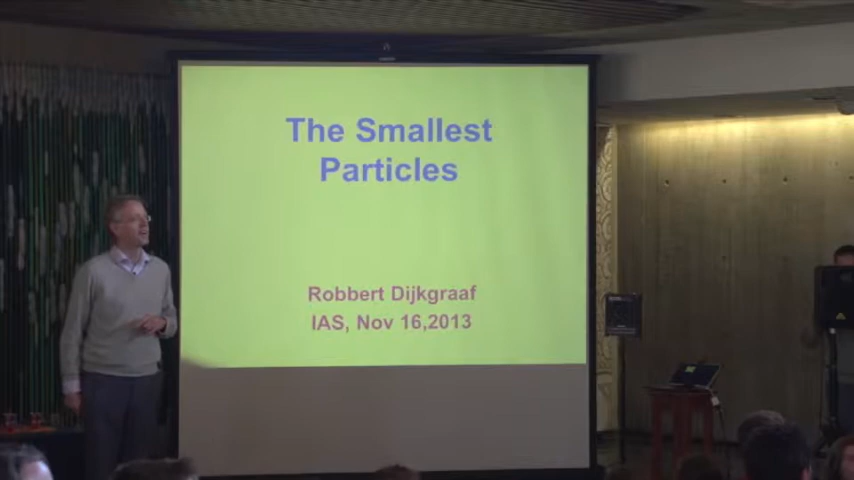 The Smallest
Particles
Robbert Dijkgraaf
IAS, Nov 16,2013